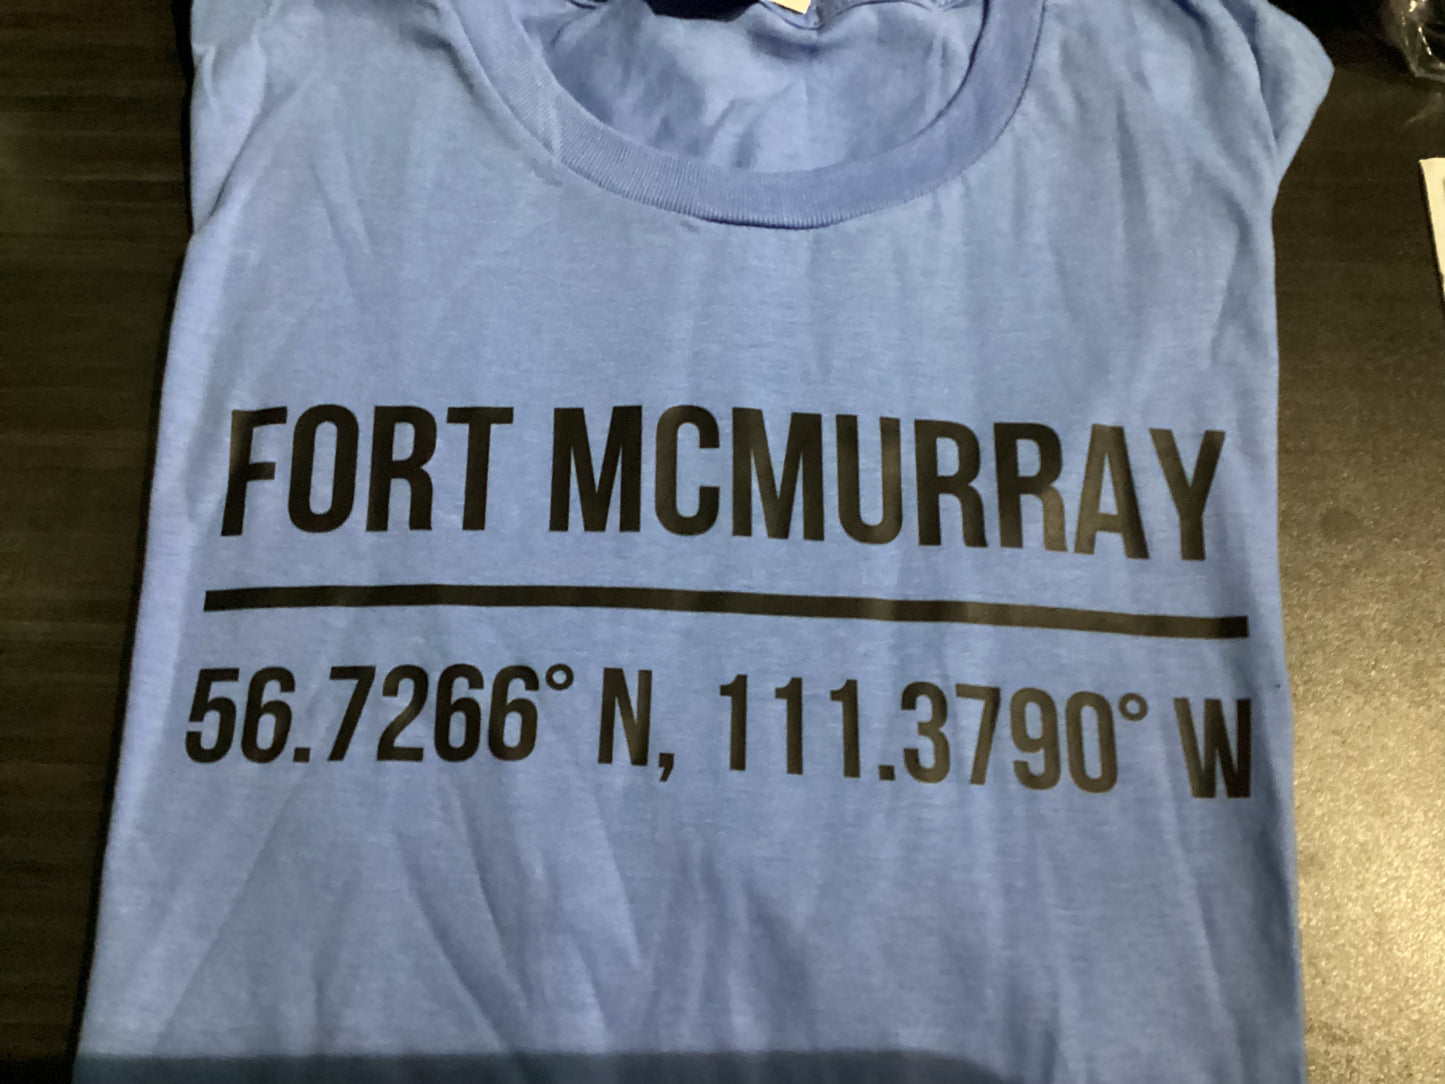 FORT MCMURRAY
56.7266° N, 111.3790° W